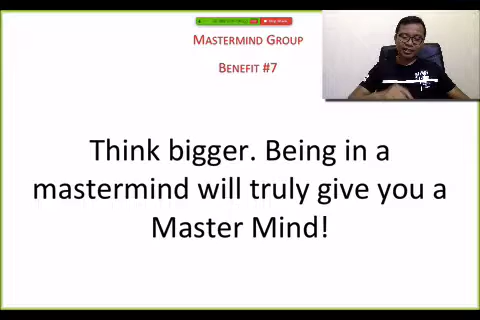 MASTERMIND GROUP
BENEFIT #7
Think bigger. Being in a
mastermind will truly give you a
Master Mind!